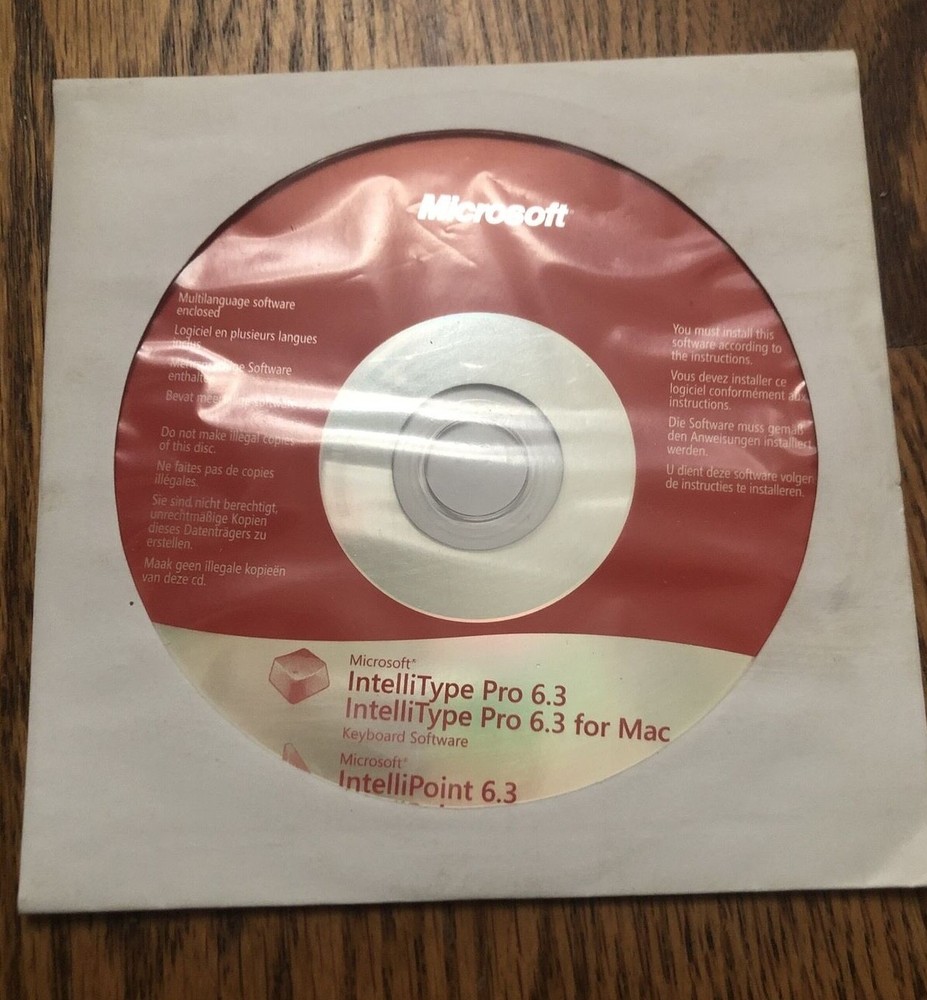 Microsoft
Multilanguage software
enclosed
Logiciel en plusieurs langues
inclus
Software
enthalten
Bevat
Do not make illegal copies
of this disc.
Ne faites pas de copies
illégales.
Sie sind nicht berechtigt,
unrechtmäßige Kopien
dieses Datenträgers zu
erstellen.
Maak geen illegale kopieën
van deze cd.
You must install this
software according to
the instructions.
Vous devez installer ce
logiciel conformément aux
instructions.
Die Software muss gemäß
den Anweisungen installiert
werden.
U dient deze software volgens
de instructies te installeren.
Microsoft®
IntelliType Pro 6.3
IntelliType Pro 6.3 for Mac
Keyboard Software
Microsoft®
IntelliPoint 6.3